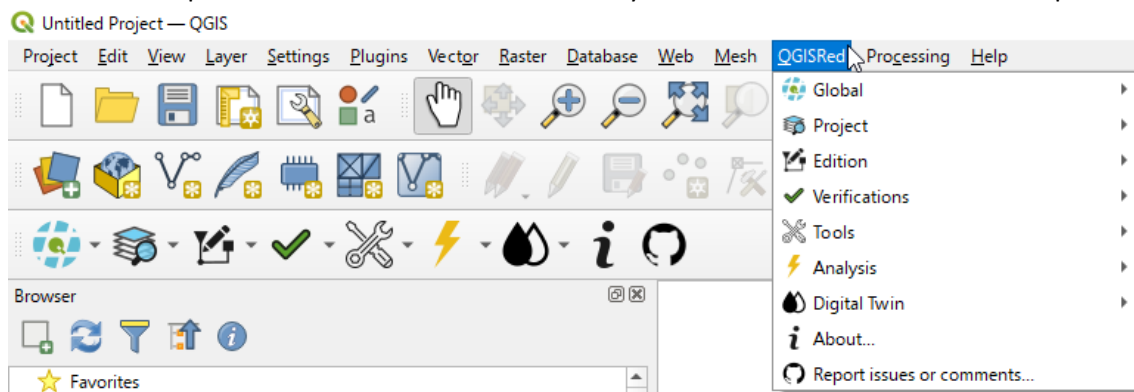 Untitled Project — QGIS
Project Edit View Layer Settings Plugins Vector Raster Database Web Mesh QGISRed Processing Help
Global
Project
Edition
Verifications
Tools
Analysis
Digital Twin
About...
Report issues or comments...
a
Browser
Favorites